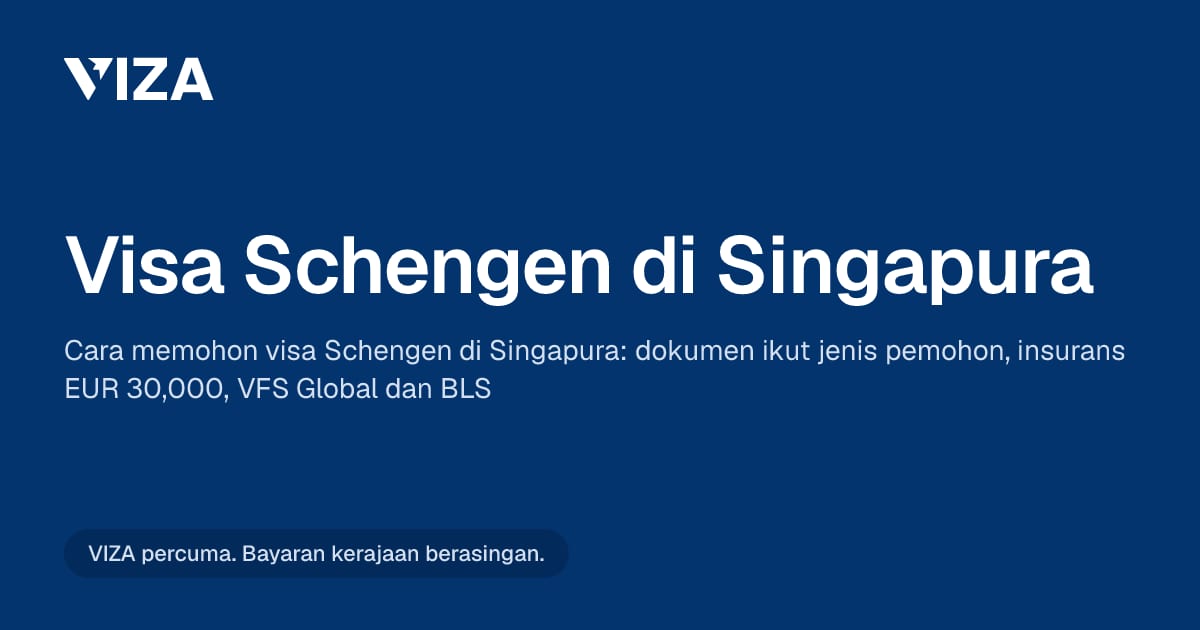 VIZA
Visa Schengen di Singapura
Cara memohon visa Schengen di Singapura: dokumen ikut jenis pemohon, insurans
EUR 30,000, VFS Global dan BLS
VIZA percuma. Bayaran kerajaan berasingan.